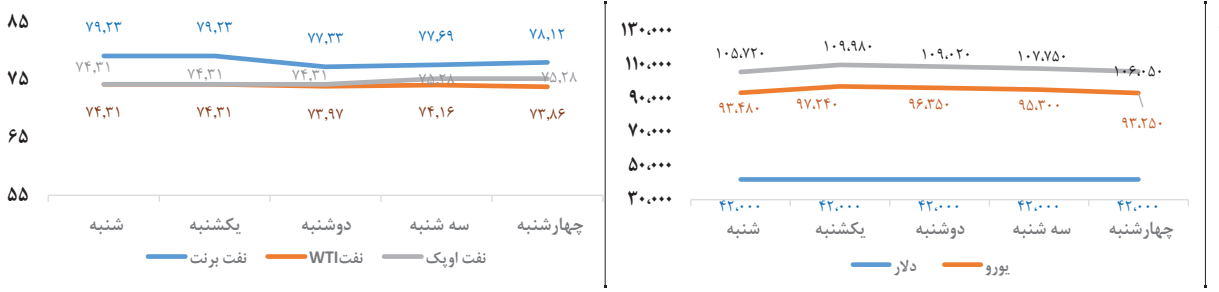 ۸۵
۷۵
۶۵
۵۵
۷۹,۲۳ ۷۹,۲۳ ۷۷,۳۳ ۷۷,۶۹ ۷۸,۱۲
۷۴,۳۱ ۷۴,۳۱ ۷۴,۳۱ ۷۵,۲۸ ۷۵,۲۸
۷۴,۳۱ ۷۴,۳۱ ۷۳,۹۷ ۷۴,۱۶ ۷۳,۸۶
شنبه یکشنبه دوشنبه سه شنبه چهارشنبه
نفت برنت نفتWTI نفت اوپک
۱۳۰,۰۰۰
۱۱۰,۰۰۰
۹۰,۰۰۰
۷۰,۰۰۰
۵۰,۰۰۰
۳۰,۰۰۰
۱۰۵,۷۲۰ ۱۰۹,۹۸۰ ۱۰۹,۰۲۰ ۱۰۷,۷۵۰ ۱۰۶,۰۵۰
۹۳,۴۸۰ ۹۷,۲۴۰ ۹۶,۳۵۰ ۹۵,۳۰۰ ۹۳,۲۵۰
۴۲,۰۰۰ ۴۲,۰۰۰ ۴۲,۰۰۰ ۴۲,۰۰۰ ۴۲,۰۰۰
شنبه یکشنبه دوشنبه سه شنبه چهارشنبه
دلار یورو